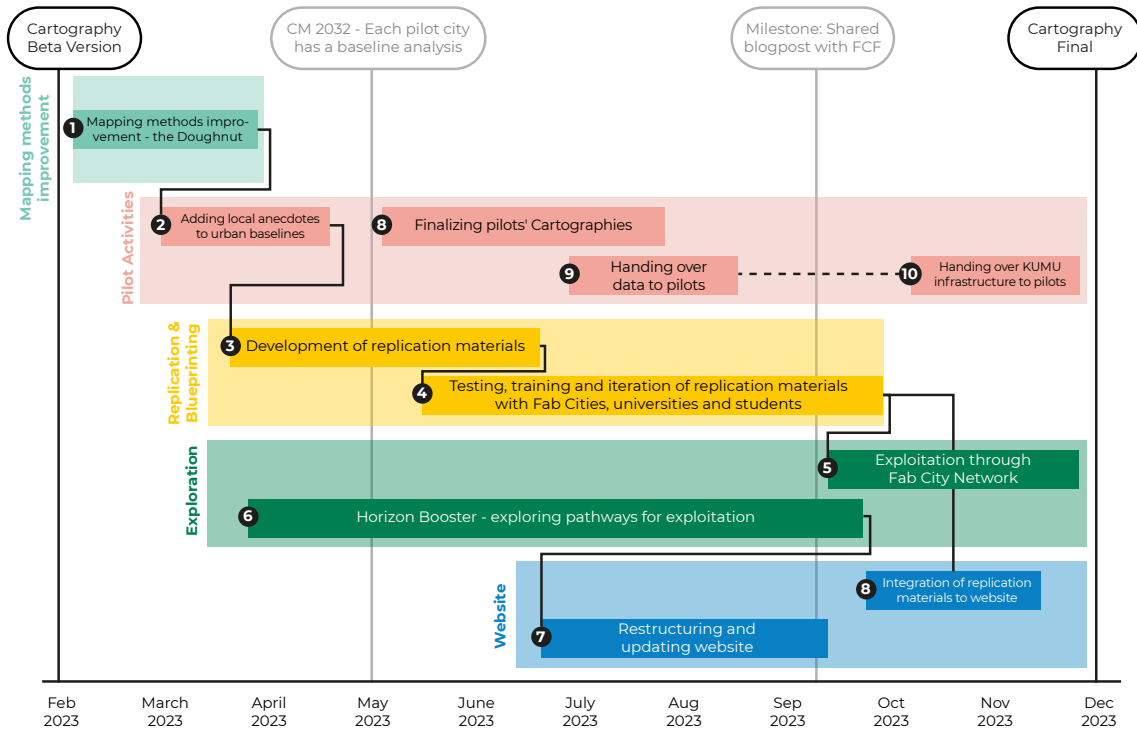 Cartography
Beta Version
CM 2032 - Each pilot city
has a baseline analysis
Milestone: Shared
blogpost with FCF
Cartography
Final
Mapping methods
improvement
1
Mapping methods impro-
vement - the Doughnut
Pilot Activities
2
Adding local anecdotes
to urban baselines
8
Finalizing pilots' Cartographies
9
Handing over
data to pilots
10
Handing over KUMU
infrastructure to pilots
Replication &
Blueprinting
3
Development of replication materials
4
Testing, training and iteration of replication materials
with Fab Cities, universities and students
Exploration
5
Exploitation through
Fab City Network
6
Horizon Booster - exploring pathways for exploitation
Website
8
Integration of replication
materials to website
7
Restructuring and
updating website
Feb
2023
March
2023
April
2023
May
2023
June
2023
July
2023
Aug
2023
Sep
2023
Oct
2023
Nov
2023
Dec
2023